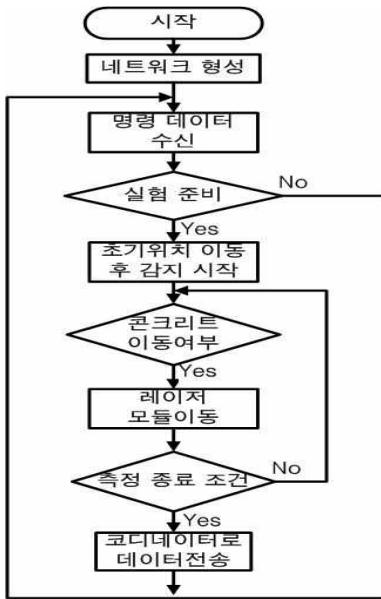 시작
네트워크 형성
명령 데이터
수신
실험 준비
No
Yes
초기위치 이동
후 감지 시작
콘크리트
이동여부
Yes
레이저
모듈이동
측정 종료 조건
No
Yes
코디네이터로
데이터전송